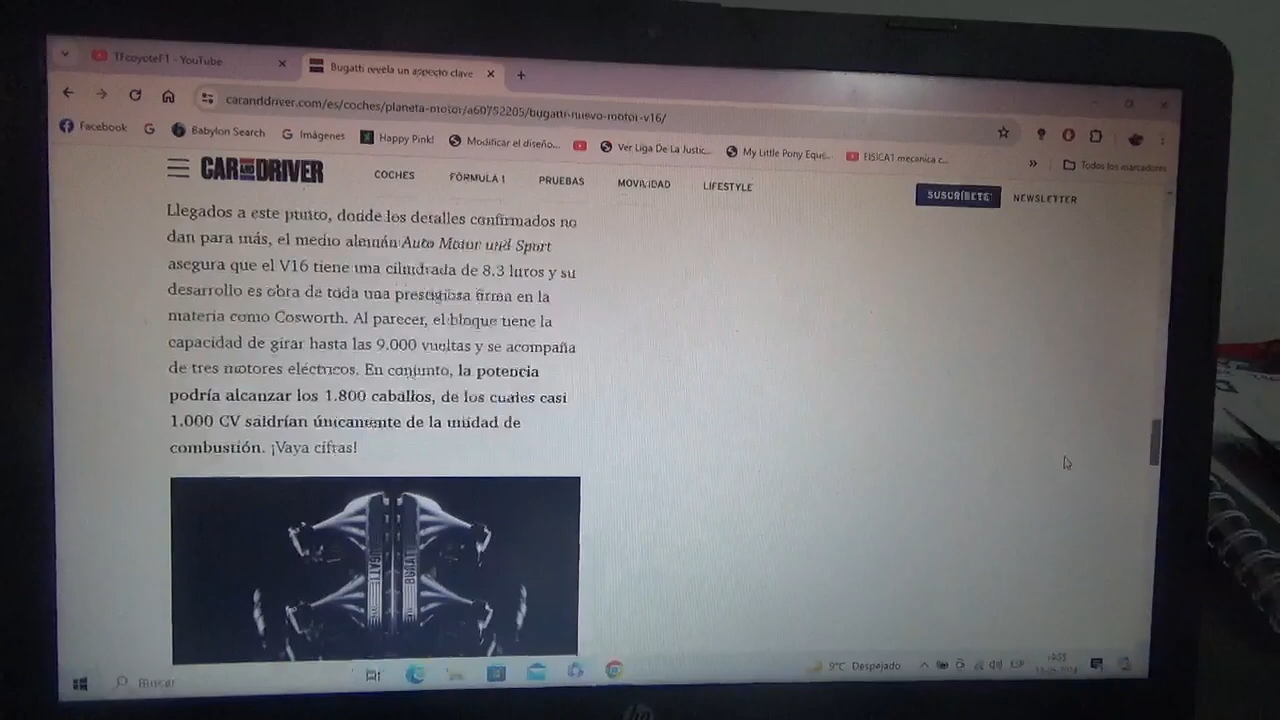 TFcoyoteF1 - YouTube
Bugatti revela un aspecto clave
caranddriver.com/es/coches/planeta-motor/a60752205/bugatti-nuevo-motor-v16/
Facebook
Babylon Search
Imágenes
Happy Pink!
Modificar el diseño...
Ver Liga De La Justic...
My Little Pony Equi...
FISICA1 mecanica c...
Todos los marcadores
CAR AND DRIVER
COCHES
FÓRMULA 1
PRUEBAS
MOVILIDAD
LIFESTYLE
SUSCRÍBETE
NEWSLETTER
Llegados a este punto, donde los detalles confirmados no
dan para más, el medio alemán Auto Motor und Sport
asegura que el V16 tiene una cilindrada de 8.3 litros y su
desarrollo es obra de toda una prestigiosa firma en la
materia como Cosworth. Al parecer, el bloque tiene la
capacidad de girar hasta las 9.000 vueltas y se acompaña
de tres motores eléctricos. En conjunto, la potencia
podría alcanzar los 1.800 caballos, de los cuales casi
1.000 CV saldrían únicamente de la unidad de
combustión. ¡Vaya cifras!
BUGATTI
Buscar
9°C Despejado
ESP
hp